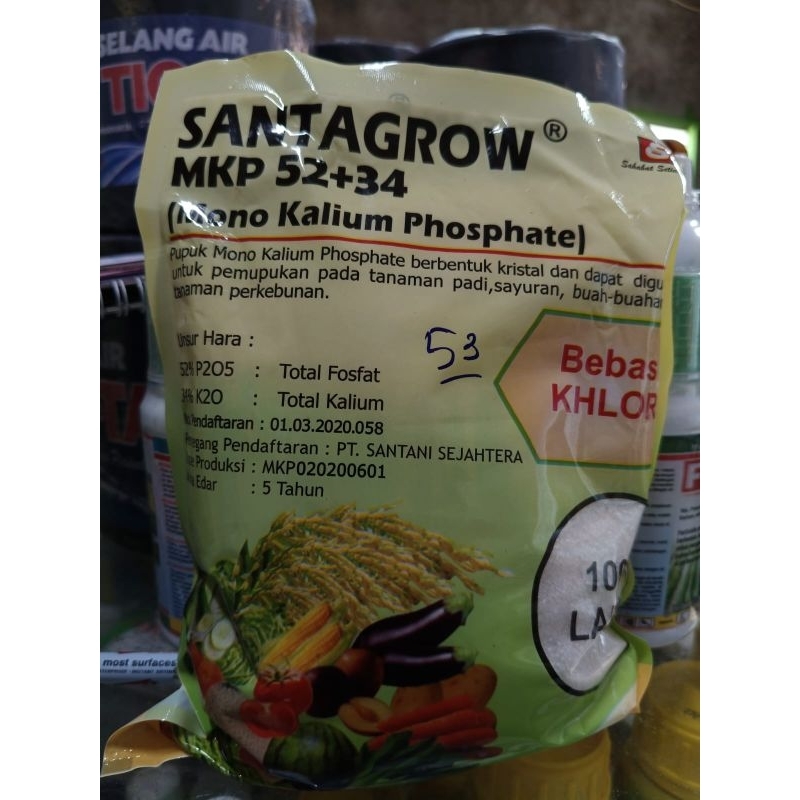 SELANG AIR
SANTAGROW®
MKP 52+34
(Mono Kalium Phosphate)
Sahabat
Pupuk Mono Kalium Phosphate berbentuk kristal dan dapat digu
untuk pemupukan pada tanaman padi,sayuran, buah-buahan
tanaman perkebunan.
Unsur Hara :
52% P2O5 : Total Fosfat
34% K2O : Total Kalium
Pendaftaran : 01.03.2020.058
Pendaftaran : PT. SANTANI SEJAHTERA
Produksi : MKP020200601
Edar : 5 Tahun
53
Bebas
KHLOR
100
LA
most surfaces